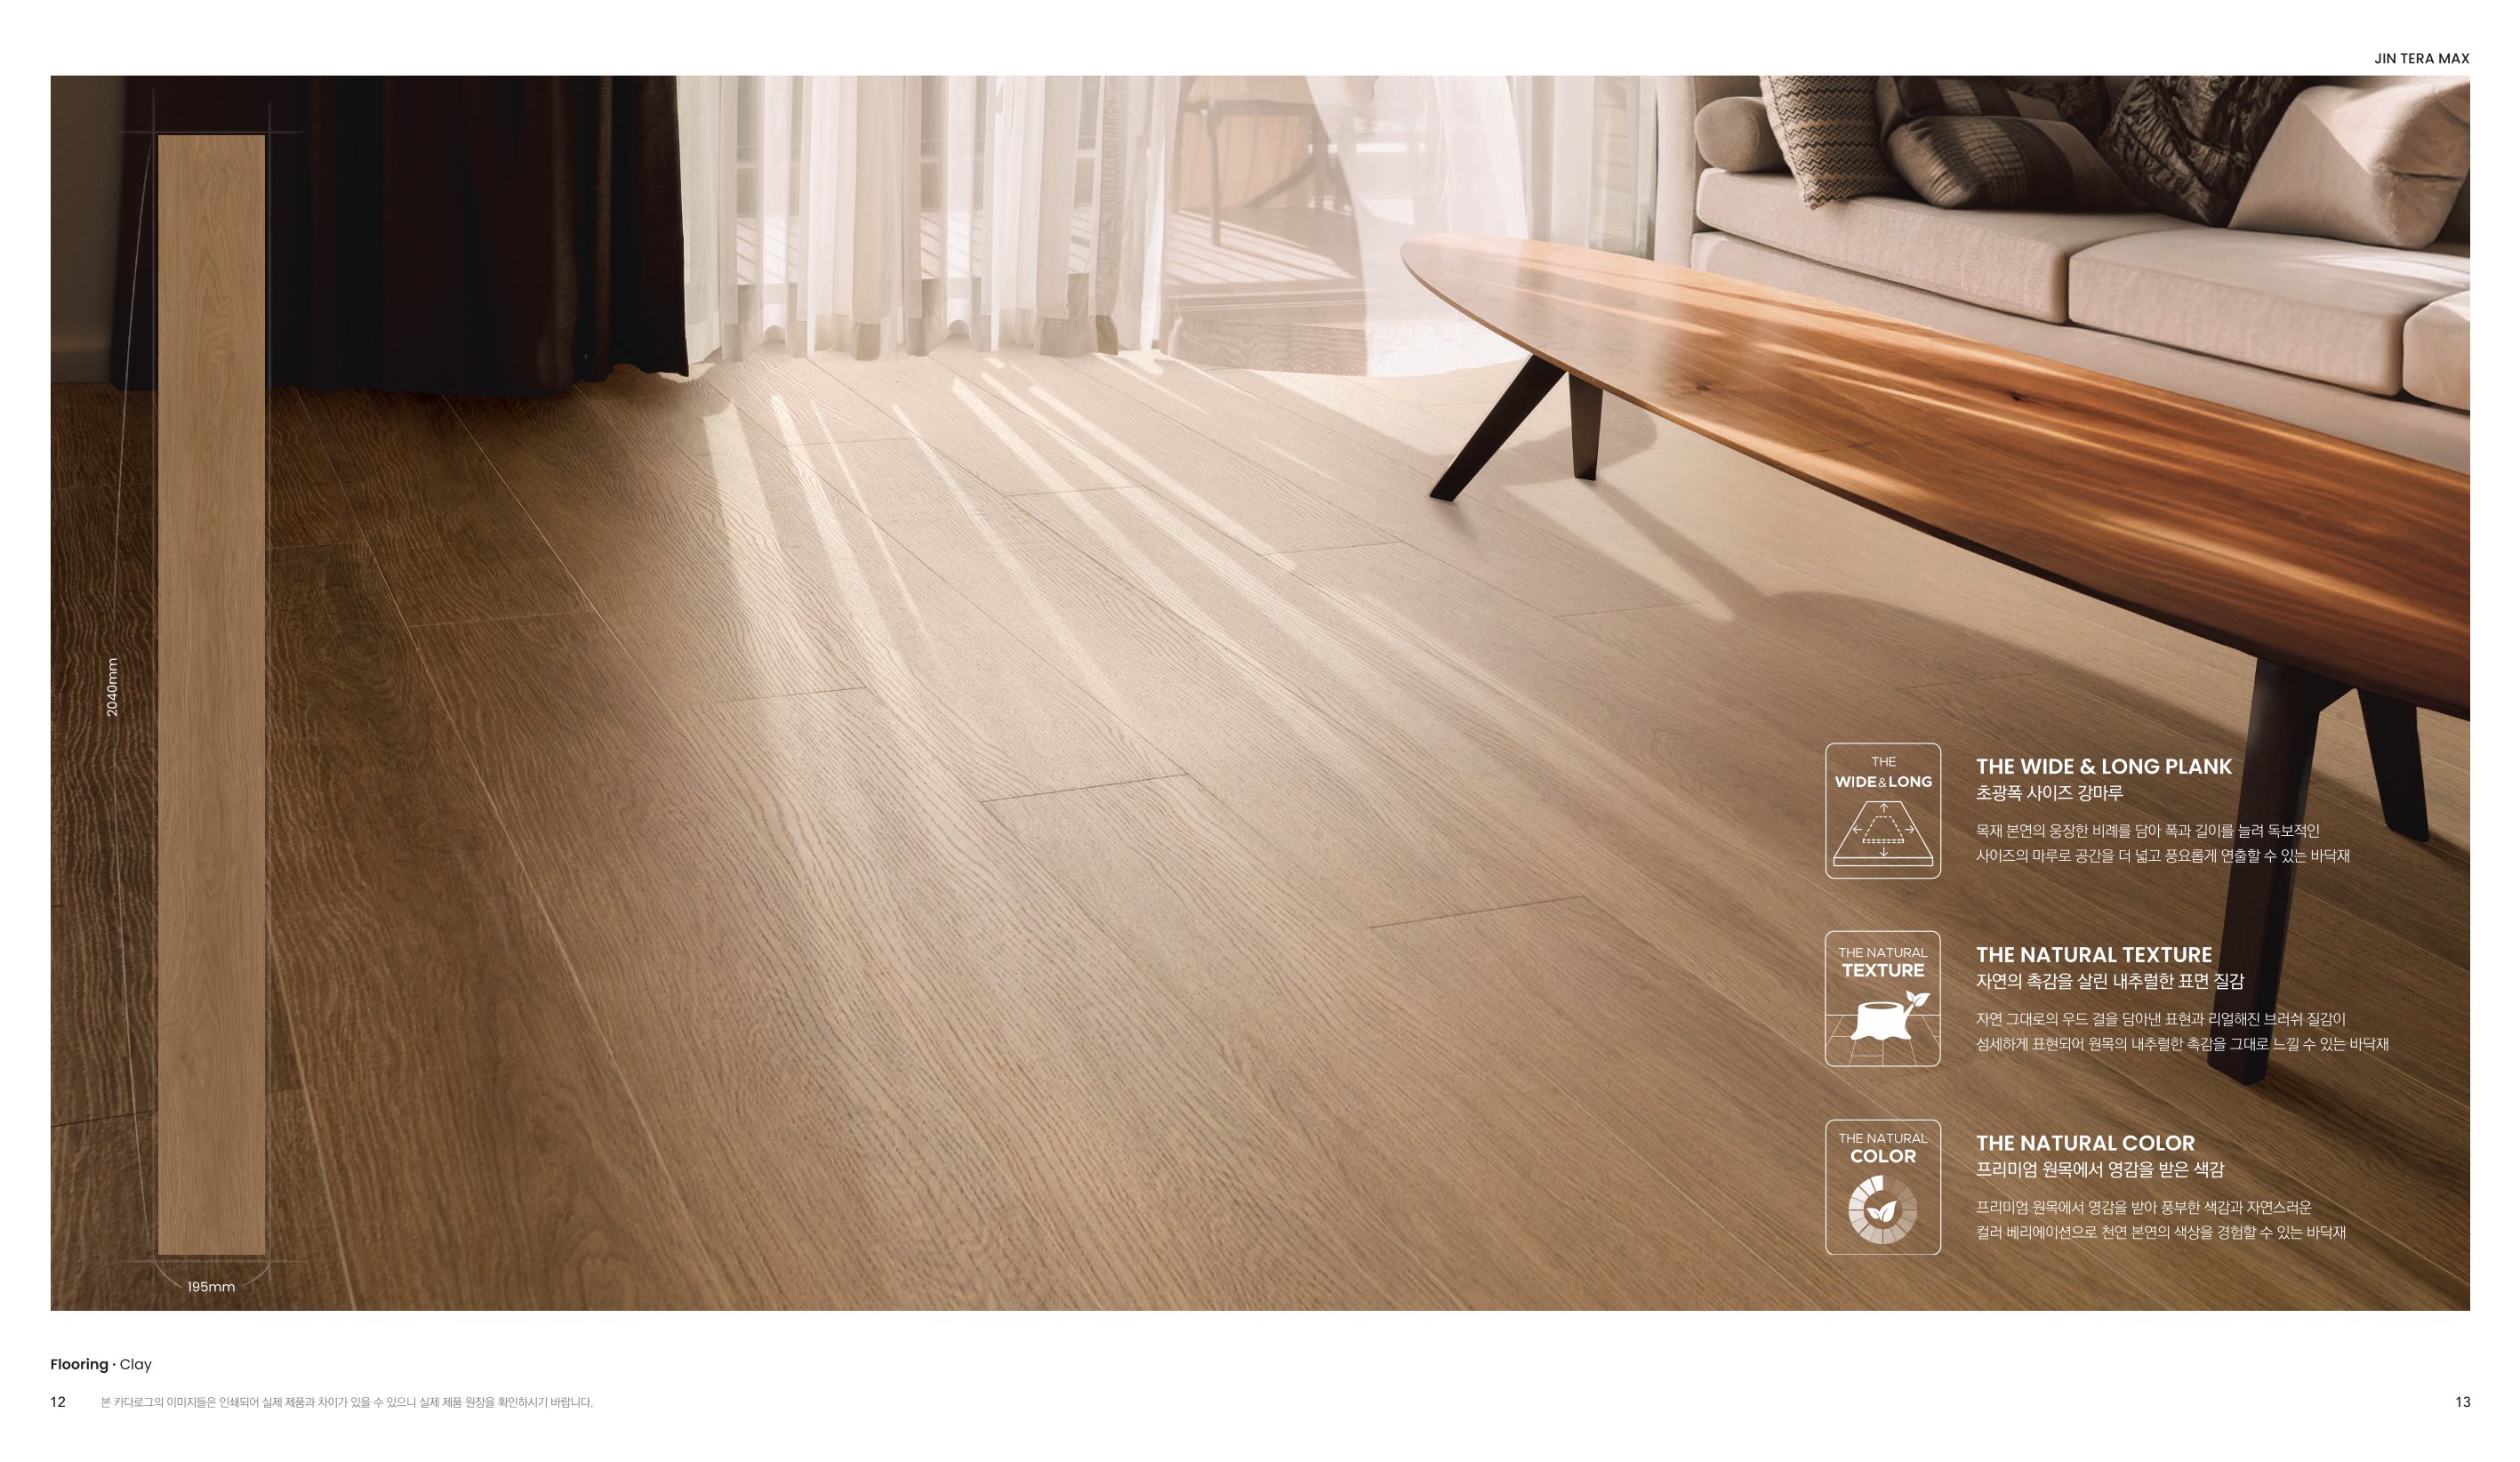 JIN TERA MAX
2040mm
195mm
THE
WIDE&LONG
THE WIDE & LONG PLANK
초광폭 사이즈 강마루
목재 본연의 웅장한 비례를 담아 폭과 길이를 늘려 독보적인
사이즈의 마루로 공간을 더 넓고 풍요롭게 연출할 수 있는 바닥재
THE NATURAL
TEXTURE
THE NATURAL TEXTURE
자연의 촉감을 살린 내추럴한 표면 질감
자연 그대로의 우드 결을 담아낸 표현과 리얼해진 브러쉬 질감이
섬세하게 표현되어 원목의 내추럴한 촉감을 그대로 느낄 수 있는 바닥재
THE NATURAL
COLOR
THE NATURAL COLOR
프리미엄 원목에서 영감을 받은 색감
프리미엄 원목에서 영감을 받아 풍부한 색감과 자연스러운
컬러 베리에이션으로 천연 본연의 색상을 경험할 수 있는 바닥재
Flooring · Clay
12 본 카다로그의 이미지들은 인쇄되어 실제 제품과 차이가 있을 수 있으니 실제 제품 원장을 확인하시기 바랍니다.
13